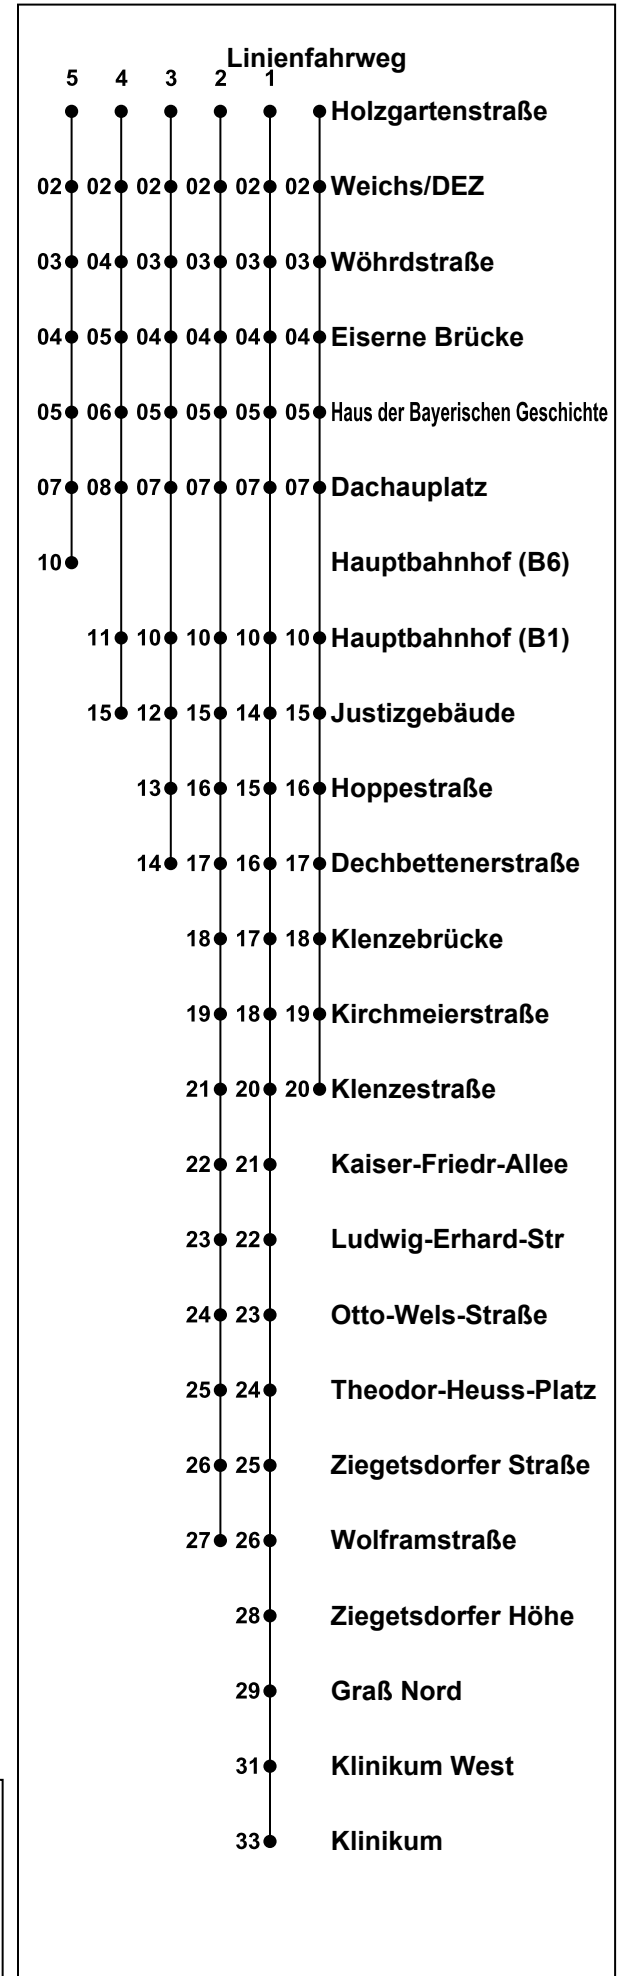 Linienfahrweg
5 4 3 2 1
Holzgartenstraße
02 02 02 02 02 02 Weichs/DEZ
03 04 03 03 03 03 Wöhrdstraße
04 05 04 04 04 04 Eiserne Brücke
05 06 05 05 05 05 Haus der Bayerischen Geschichte
07 08 07 07 07 07 Dachauplatz
10 Hauptbahnhof (B6)
11 10 10 10 10 Hauptbahnhof (B1)
15 12 15 14 15 Justizgebäude
13 16 15 16 Hoppestraße
14 17 16 17 Dechbettenerstraße
18 17 18 Klenzebrücke
19 18 19 Kirchmeierstraße
21 20 20 Klenzestraße
22 21 Kaiser-Friedr-Allee
23 22 Ludwig-Erhard-Str
24 23 Otto-Wels-Straße
25 24 Theodor-Heuss-Platz
26 25 Ziegetsdorfer Straße
27 26 Wolframstraße
28 Ziegetsdorfer Höhe
29 Graß Nord
31 Klinikum West
33 Klinikum